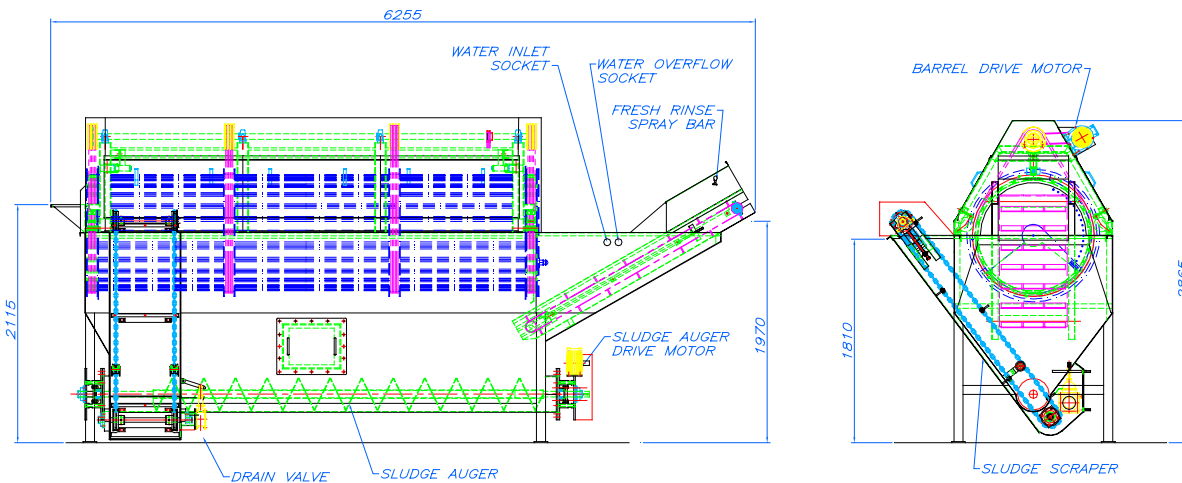 6255
WATER INLET
SOCKET
WATER OVERFLOW
SOCKET
FRESH RINSE
SPRAY BAR
BARREL DRIVE MOTOR
2115
1970
1810
2865
SLUDGE AUGER
DRIVE MOTOR
DRAIN VALVE
SLUDGE AUGER
SLUDGE SCRAPER